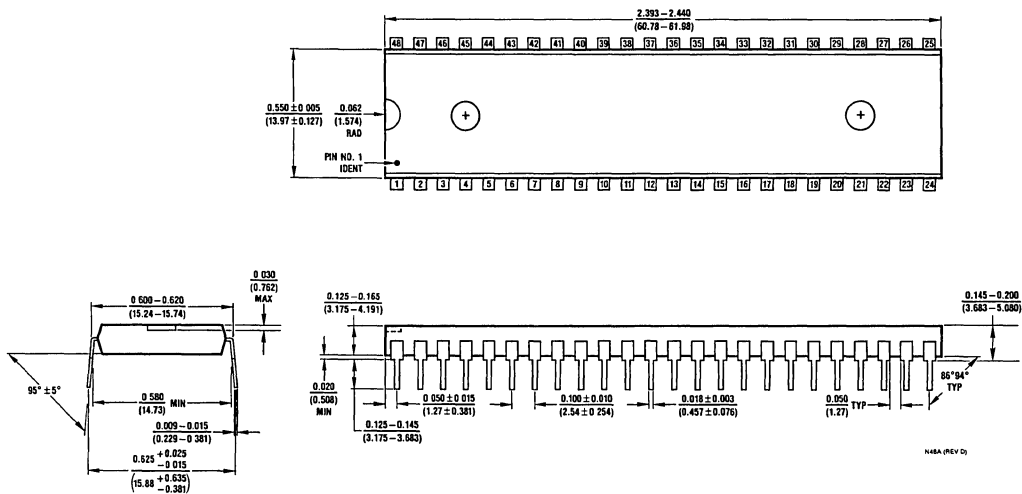 2.393–2.440
(60.78–61.98)
48 47 46 45 44 43 42 41 40 39 38 37 36 35 34 33 32 31 30 29 28 27 26 25
0.550 ± 0 005
(13.97 ± 0.127)
0.062
(1.574)
RAD
PIN NO. 1
IDENT
1 2 3 4 5 6 7 8 9 10 11 12 13 14 15 16 17 18 19 20 21 22 23 24
0 030
(0.762)
MAX
0 600–0.620
(15.24–15.74)
0.125–0.165
(3.175–4.191)
0.145–0.200
(3.683–5.080)
95° ±5°
0 580
(14.73)
MIN
0.009–0.015
(0.229–0 381)
0.625 +0.025
–0 015
(15.88 +0.635)
–0.381
0.020
(0.508)
MIN
0 050 ± 0 015
(1.27 ± 0.381)
0.100 ± 0.010
(2.54 ± 0 254)
0.018 ± 0 003
(0.457 ± 0.076)
0.050
(1.27)
TYP
86° 94°
TYP
0.125–0.145
(3.175–3.683)
N48A (REV D)